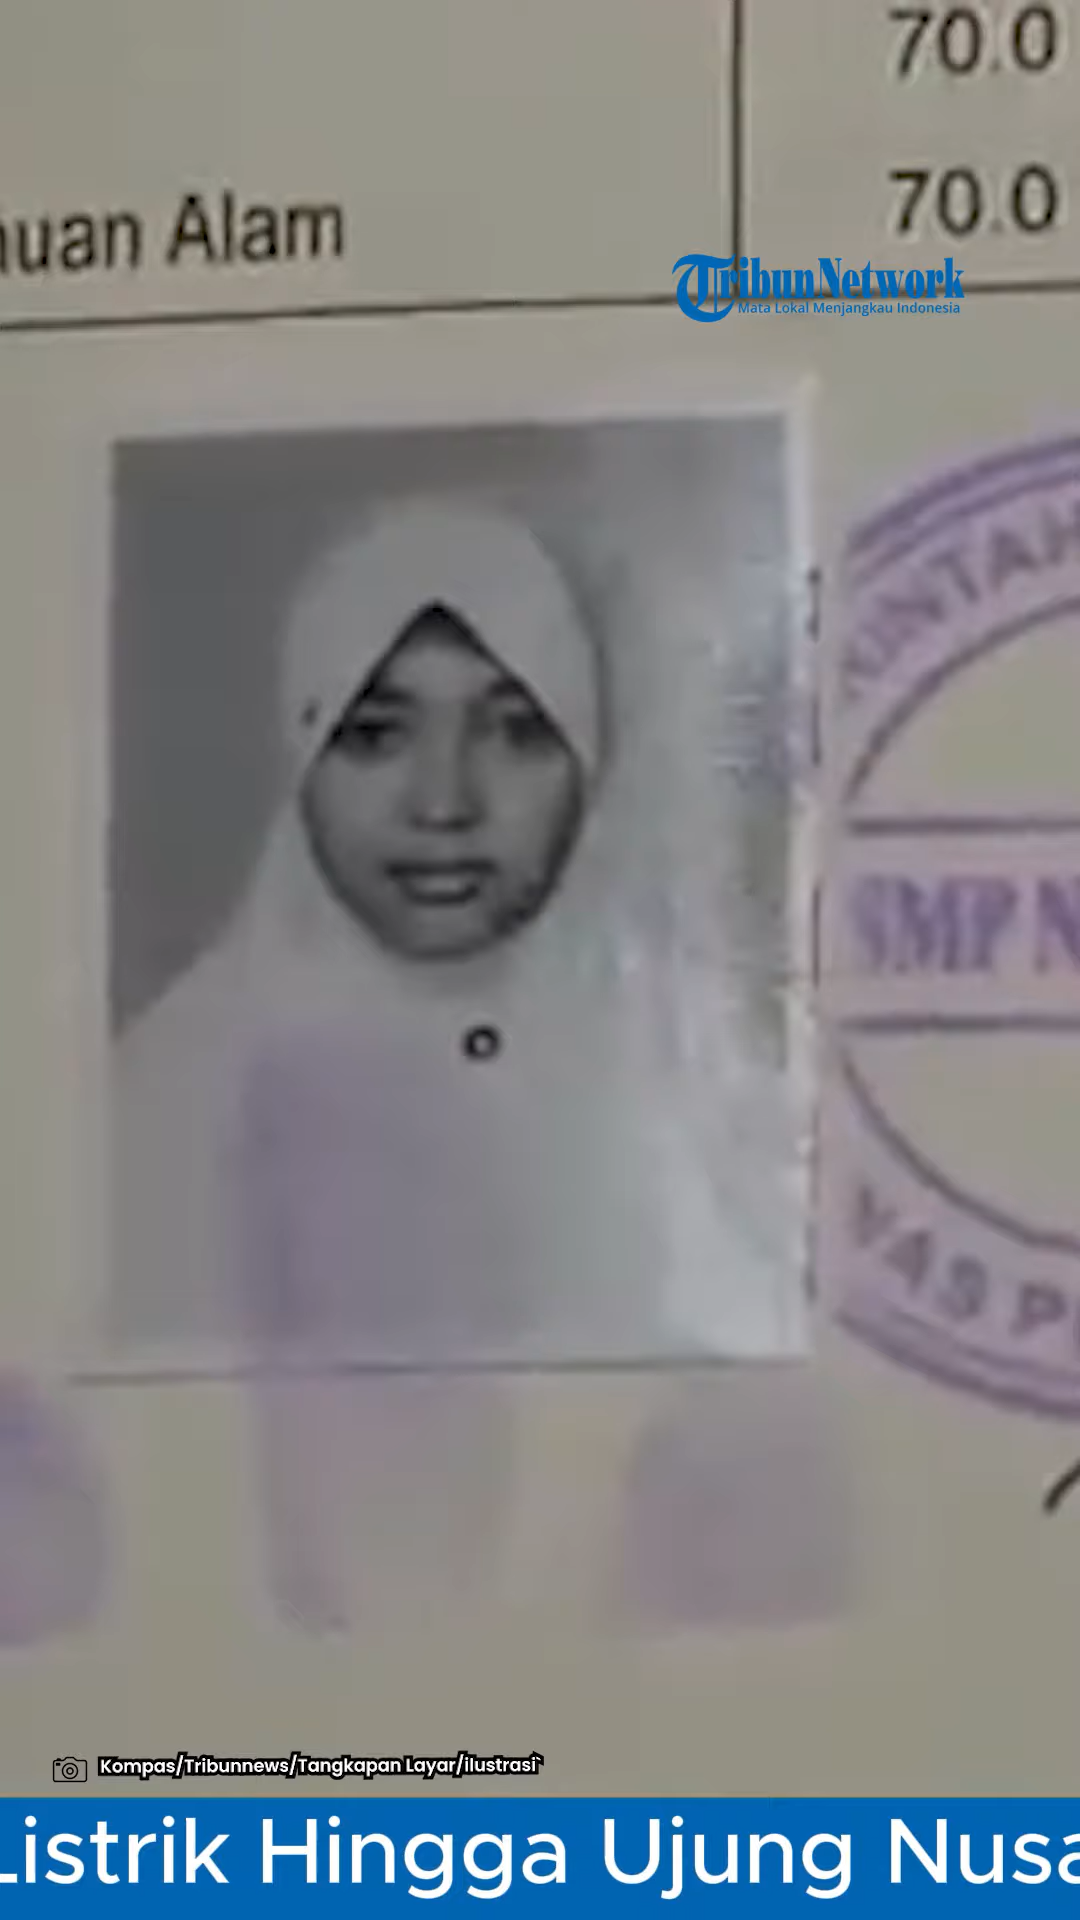 70.0
Alam 70.0
TribunNetwork
Mata Lokal Menjangkau Indonesia
SMP N
Kompas/Tribunnews/Tangkapan Layar/ilustrasi
Listrik Hingga Ujung Nusa